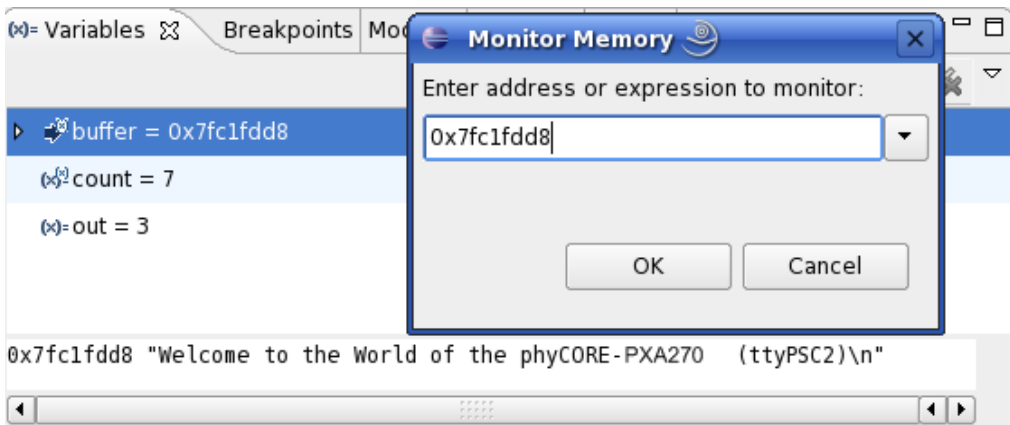 (x)= Variables Breakpoints Mo
Monitor Memory
Enter address or expression to monitor:
0x7fc1fdd8
buffer = 0x7fc1fdd8
(x)= count = 7
(x)= out = 3
OK Cancel
0x7fc1fdd8 "Welcome to the World of the phyCORE-PXA270 (ttyPSC2)\n"